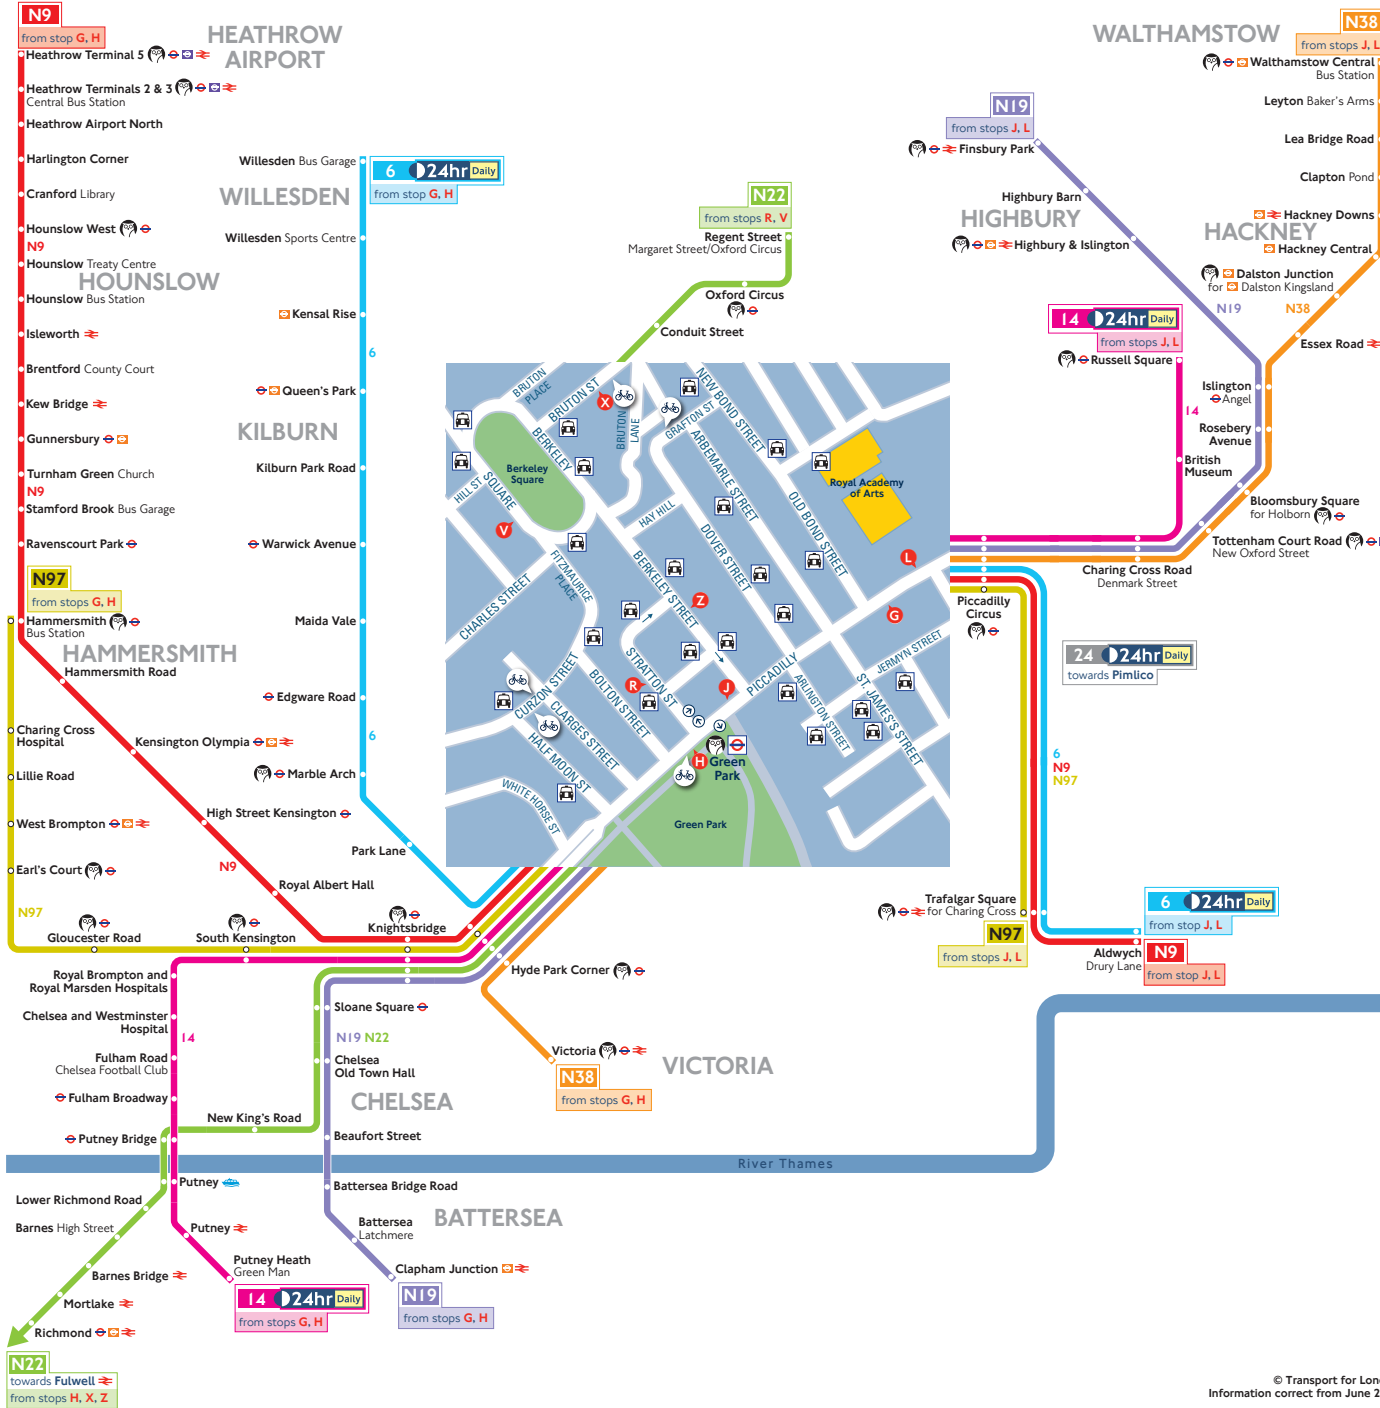 N9
from stop G, H
HEATHROW
AIRPORT
Heathrow Terminal 5
Heathrow Terminals 2 & 3
Central Bus Station
Heathrow Airport North
Harlington Corner
Cranford Library
Hounslow West
N9
Hounslow Treaty Centre
HOUNSLOW
Hounslow Bus Station
Isleworth
Brentford County Court
Kew Bridge
Gunnersbury
Turnham Green Church
N9
Stamford Brook Bus Garage
Ravenscourt Park
N97
from stops G, H
Hammersmith
Bus Station
HAMMERSMITH
Hammersmith Road
Charing Cross
Hospital
Kensington Olympia
Lillie Road
West Brompton
High Street Kensington
Earl's Court
N9
Royal Albert Hall
N97
Gloucester Road
South Kensington
Knightsbridge
Willesden Bus Garage
6 24hr Daily
from stop G, H
WILLESDEN
Willesden Sports Centre
Kensal Rise
6
Queen's Park
KILBURN
Kilburn Park Road
Warwick Avenue
Maida Vale
Edgware Road
6
Marble Arch
Park Lane
N22
from stops R, V
Regent Street
Margaret Street/Oxford Circus
Oxford Circus
Conduit Street
WALTHAMSTOW
N38
from stops J, L
Walthamstow Central
Bus Station
Leyton Baker's Arms
Lea Bridge Road
Clapton Pond
Hackney Downs
HACKNEY
Hackney Central
Dalston Junction
for Dalston Kingsland
N19
N38
Essex Road
N19
from stops J, L
Finsbury Park
Highbury Barn
HIGHBURY
Highbury & Islington
14 24hr Daily
from stops J, L
Russell Square
14
Islington
Angel
Rosebery
Avenue
British
Museum
Bloomsbury Square
for Holborn
Tottenham Court Road
New Oxford Street
Charing Cross Road
Denmark Street
Piccadilly
Circus
24 24hr Daily
towards Pimlico
6
N9
N97
BRUTON
PLACE
BRUTON ST
X
BRUTON
LANE
GRAFTON ST
NEW BOND STREET
BERKELEY
SQUARE
Berkeley
Square
HILL ST
V
HAY HILL
ARBEMARLE STREET
DOVER STREET
OLD BOND STREET
Royal Academy
of Arts
L
G
FITZMAURICE
PLACE
CHARLES STREET
BERKELEY STREET
Z
STRATTON ST
R
J
PICCADILLY
ARLINGTON STREET
ST. JAMES'S STREET
JERMYN STREET
CURZON STREET
BOLTON STREET
CLARGES STREET
HALF MOON ST
WHITE HORSE ST
H
Green
Park
Green Park
Trafalgar Square
for Charing Cross
N97
from stops J, L
6 24hr Daily
from stop J, L
Aldwych
Drury Lane
N9
from stop J, L
Royal Brompton and
Royal Marsden Hospitals
Chelsea and Westminster
Hospital
14
Fulham Road
Chelsea Football Club
Fulham Broadway
New King's Road
Putney Bridge
Hyde Park Corner
Sloane Square
N19 N22
Chelsea
Old Town Hall
CHELSEA
Victoria
VICTORIA
N38
from stops G, H
Beaufort Street
River Thames
Putney
Battersea Bridge Road
Lower Richmond Road
Barnes High Street
Putney
Battersea
Latchmere
BATTERSEA
Putney Heath
Green Man
Clapham Junction
Barnes Bridge
Mortlake
14 24hr Daily
from stops G, H
N19
from stops G, H
Richmond
N22
towards Fulwell
from stops H, X, Z
© Transport for Lon
Information correct from June 2